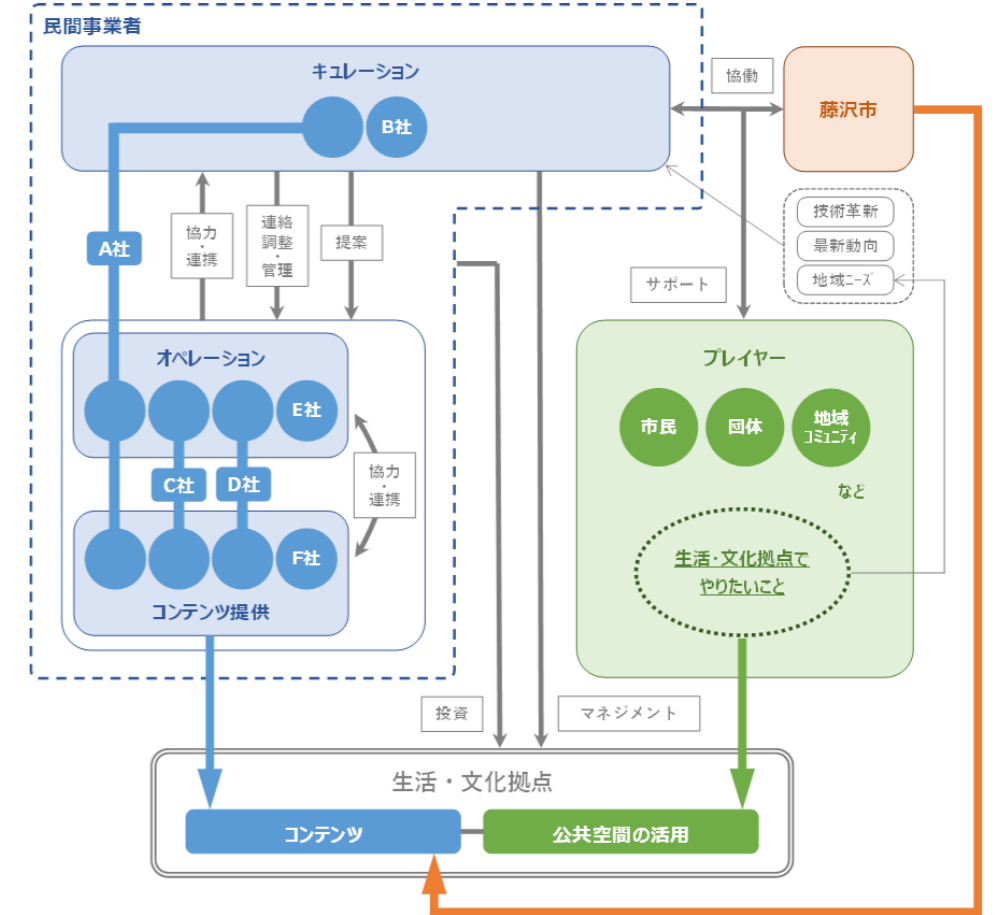 民間事業者
キュレーション
B社
協働
藤沢市
技術革新
最新動向
地域ニーズ
A社
協力
・
連携
連絡
調整
・
管理
提案
サポート
オペレーション
E社
C社
D社
協力
・
連携
F社
コンテンツ提供
プレイヤー
市民
団体
地域
コミュニティ
など
生活・文化拠点で
やりたいこと
投資
マネジメント
生活・文化拠点
コンテンツ
公共空間の活用